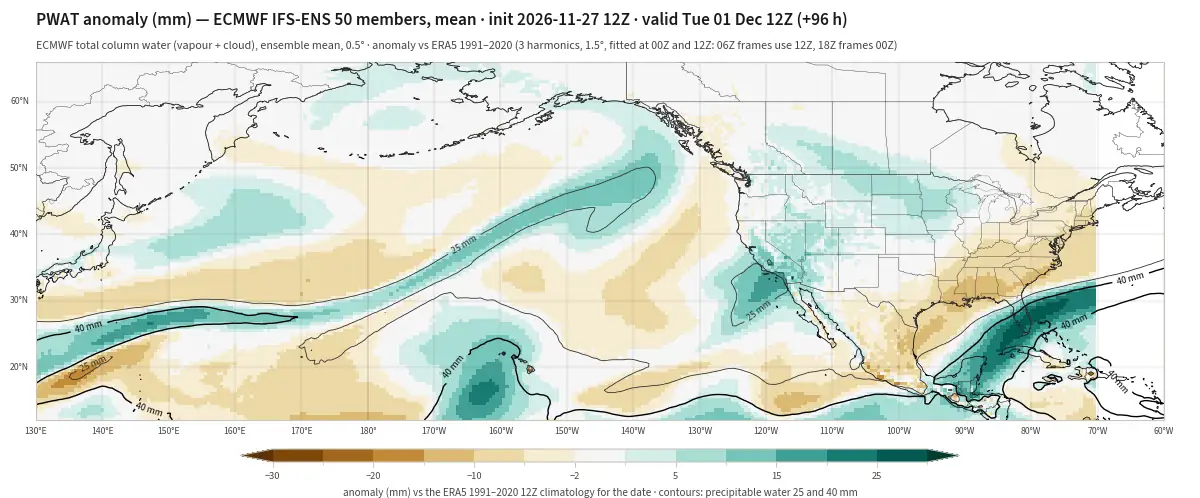 PWAT anomaly (mm) — ECMWF IFS-ENS 50 members, mean · init 2026-11-27 12Z · valid Tue 01 Dec 12Z (+96 h)
ECMWF total column water (vapour + cloud), ensemble mean, 0.5° · anomaly vs ERA5 1991–2020 (3 harmonics, 1.5°, fitted at 00Z and 12Z: 06Z frames use 12Z, 18Z frames 00Z)
60°N
50°N
40°N
30°N
20°N
25 mm
40 mm
40 mm
25 mm
25 mm
40 mm
40 mm
25 mm
40 mm
40 mm
130°E 140°E 150°E 160°E 170°E 180° 170°W 160°W 150°W 140°W 130°W 120°W 110°W 100°W 90°W 80°W 70°W 60°W
−30 −20 −10 −2 5 15 25
anomaly (mm) vs the ERA5 1991–2020 12Z climatology for the date · contours: precipitable water 25 and 40 mm